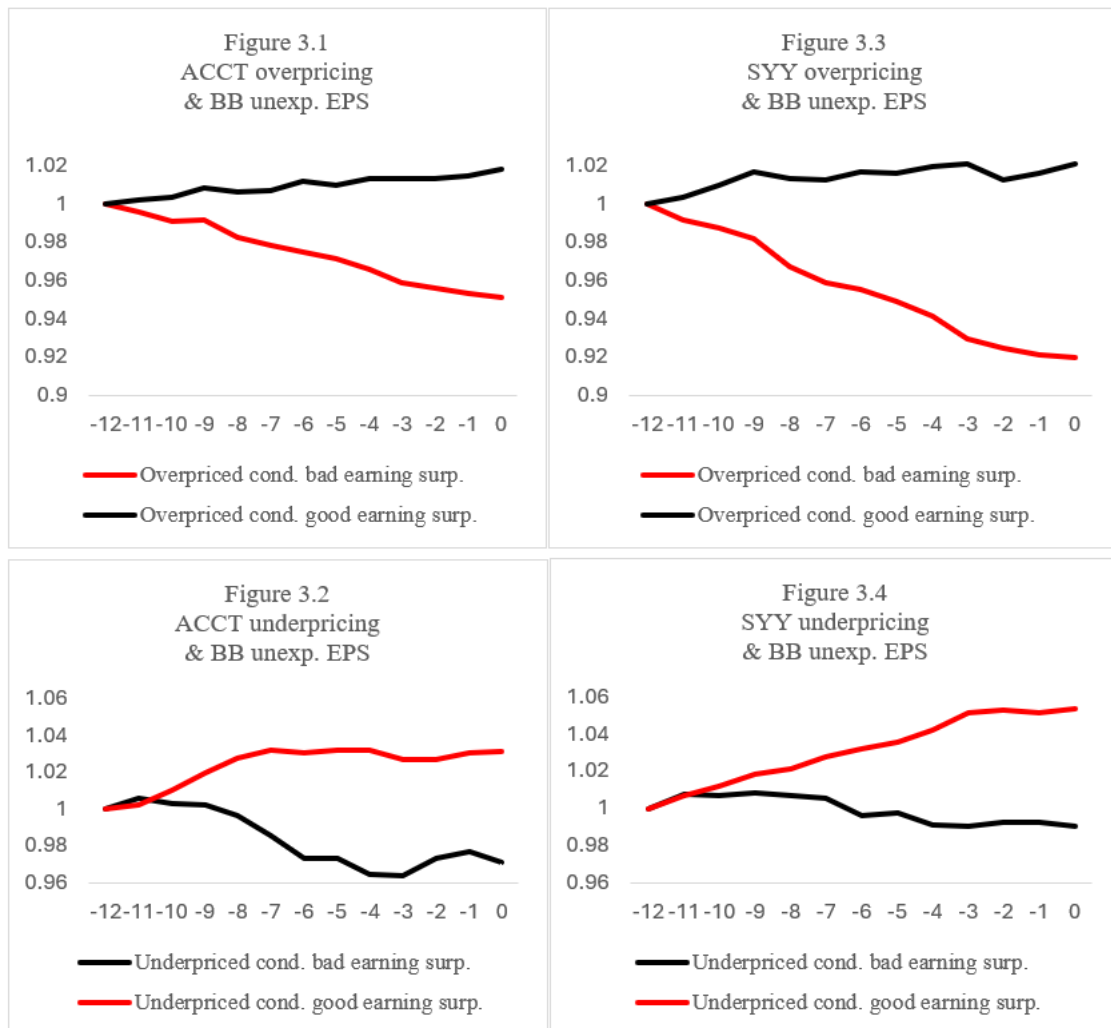 Figure 3.1
ACCT overpricing
& BB unexp. EPS
1.02
1
0.98
0.96
0.94
0.92
0.9
-12 -11 -10 -9 -8 -7 -6 -5 -4 -3 -2 -1 0
Overpriced cond. bad earning surp.
Overpriced cond. good earning surp.
Figure 3.3
SYY overpricing
& BB unexp. EPS
1.02
1
0.98
0.96
0.94
0.92
0.9
-12 -11 -10 -9 -8 -7 -6 -5 -4 -3 -2 -1 0
Overpriced cond. bad earning surp.
Overpriced cond. good earning surp.
Figure 3.2
ACCT underpricing
& BB unexp. EPS
1.06
1.04
1.02
1
0.98
0.96
-12 -11 -10 -9 -8 -7 -6 -5 -4 -3 -2 -1 0
Underpriced cond. bad earning surp.
Underpriced cond. good earning surp.
Figure 3.4
SYY underpricing
& BB unexp. EPS
1.06
1.04
1.02
1
0.98
0.96
-12 -11 -10 -9 -8 -7 -6 -5 -4 -3 -2 -1 0
Underpriced cond. bad earning surp.
Underpriced cond. good earning surp.